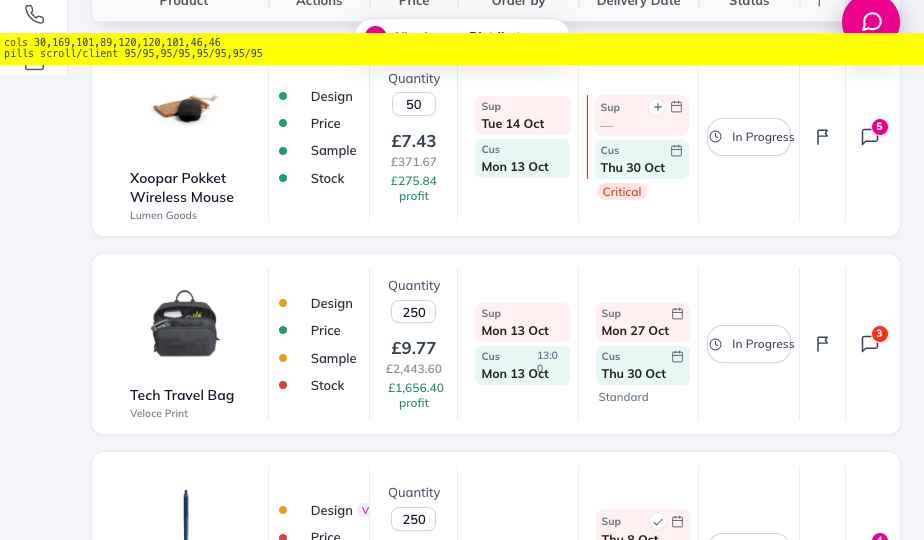 Product Actions Price Order by Delivery Date Status
cols 30,169,101,89,120,120,101,46,46
pills scroll/client 95/95,95/95,95/95,95/95
Xoopar Pokket
Wireless Mouse
Lumen Goods
Design
Price
Sample
Stock
Quantity
50
£7.43
£371.67
£275.84
profit
Sup
Tue 14 Oct
Cus
Mon 13 Oct
Sup +
—
Cus
Thu 30 Oct
Critical
In Progress
5
Tech Travel Bag
Veloce Print
Design
Price
Sample
Stock
Quantity
250
£9.77
£2,443.60
£1,656.40
profit
Sup
Mon 13 Oct
Cus 13:0
0
Mon 13 Oct
Sup
Mon 27 Oct
Cus
Thu 30 Oct
Standard
In Progress
3
Design V
Price
Quantity
250
Sup
Thu 8 Oct